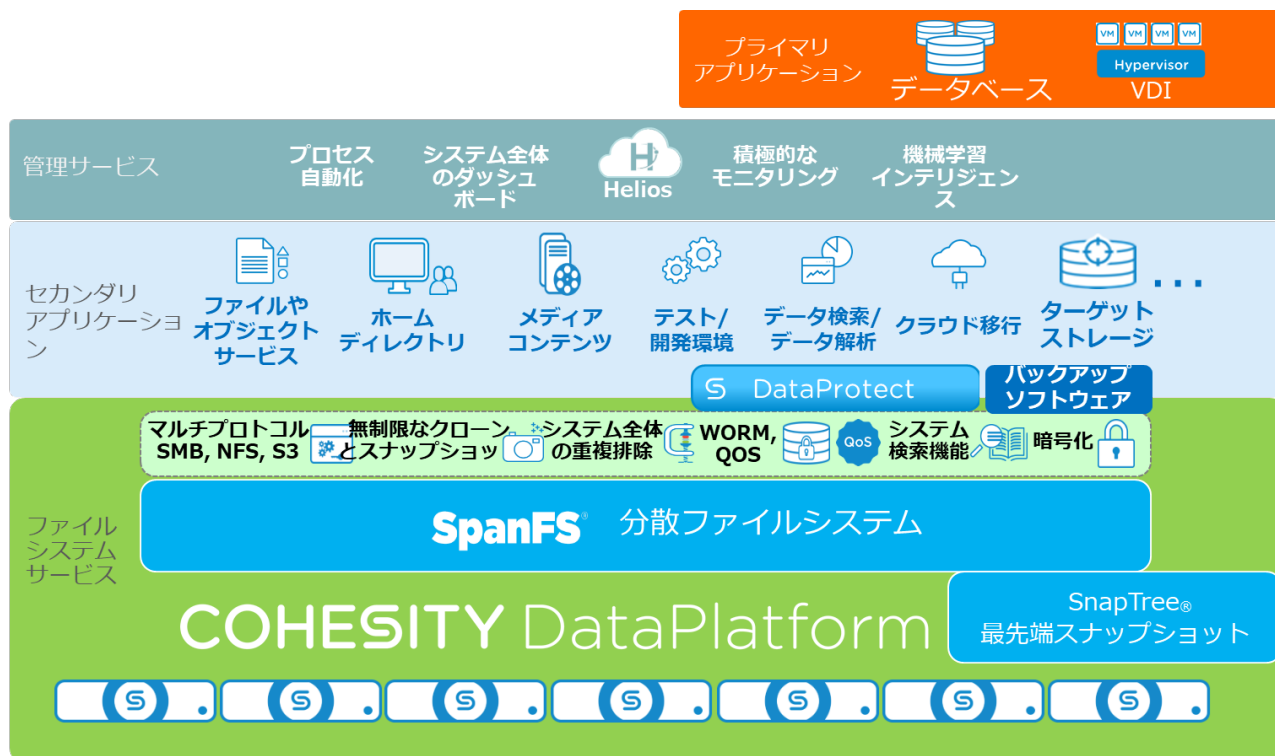 プライマリ
アプリケーション
データベース
VM VM VM VM
Hypervisor
VDI
管理サービス
プロセス
自動化
システム全体
のダッシュ
ボード
H
Helios
積極的な
モニタリング
機械学習
インテリジェン
ス
セカンダリ
アプリケーショ
ン
ファイルや
オブジェクト
サービス
ホーム
ディレクトリ
メディア
コンテンツ
テスト/
開発環境
データ検索/
データ解析
クラウド移行
ターゲット
ストレージ
...
S DataProtect
バックアップ
ソフトウェア
マルチプロトコル
SMB, NFS, S3
無制限なクローン
とスナップショッ
システム全体
の重複排除
WORM,
QOS
QoS
システム
検索機能
暗号化
ファイル
システム
サービス
SpanFS® 分散ファイルシステム
COHESITY DataPlatform
SnapTree®
最先端スナップショット
S S S S S S S